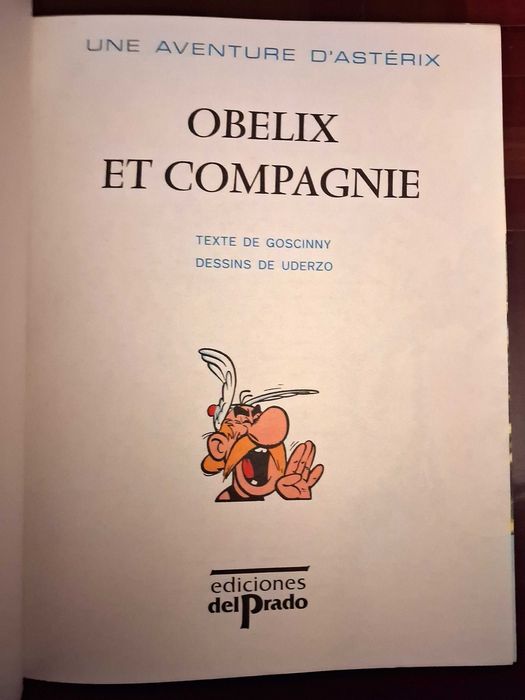 UNE AVENTURE D'ASTÉRIX
OBELIX
ET COMPAGNIE
TEXTE DE GOSCINNY
DESSINS DE UDERZO
ediciones
delPrado